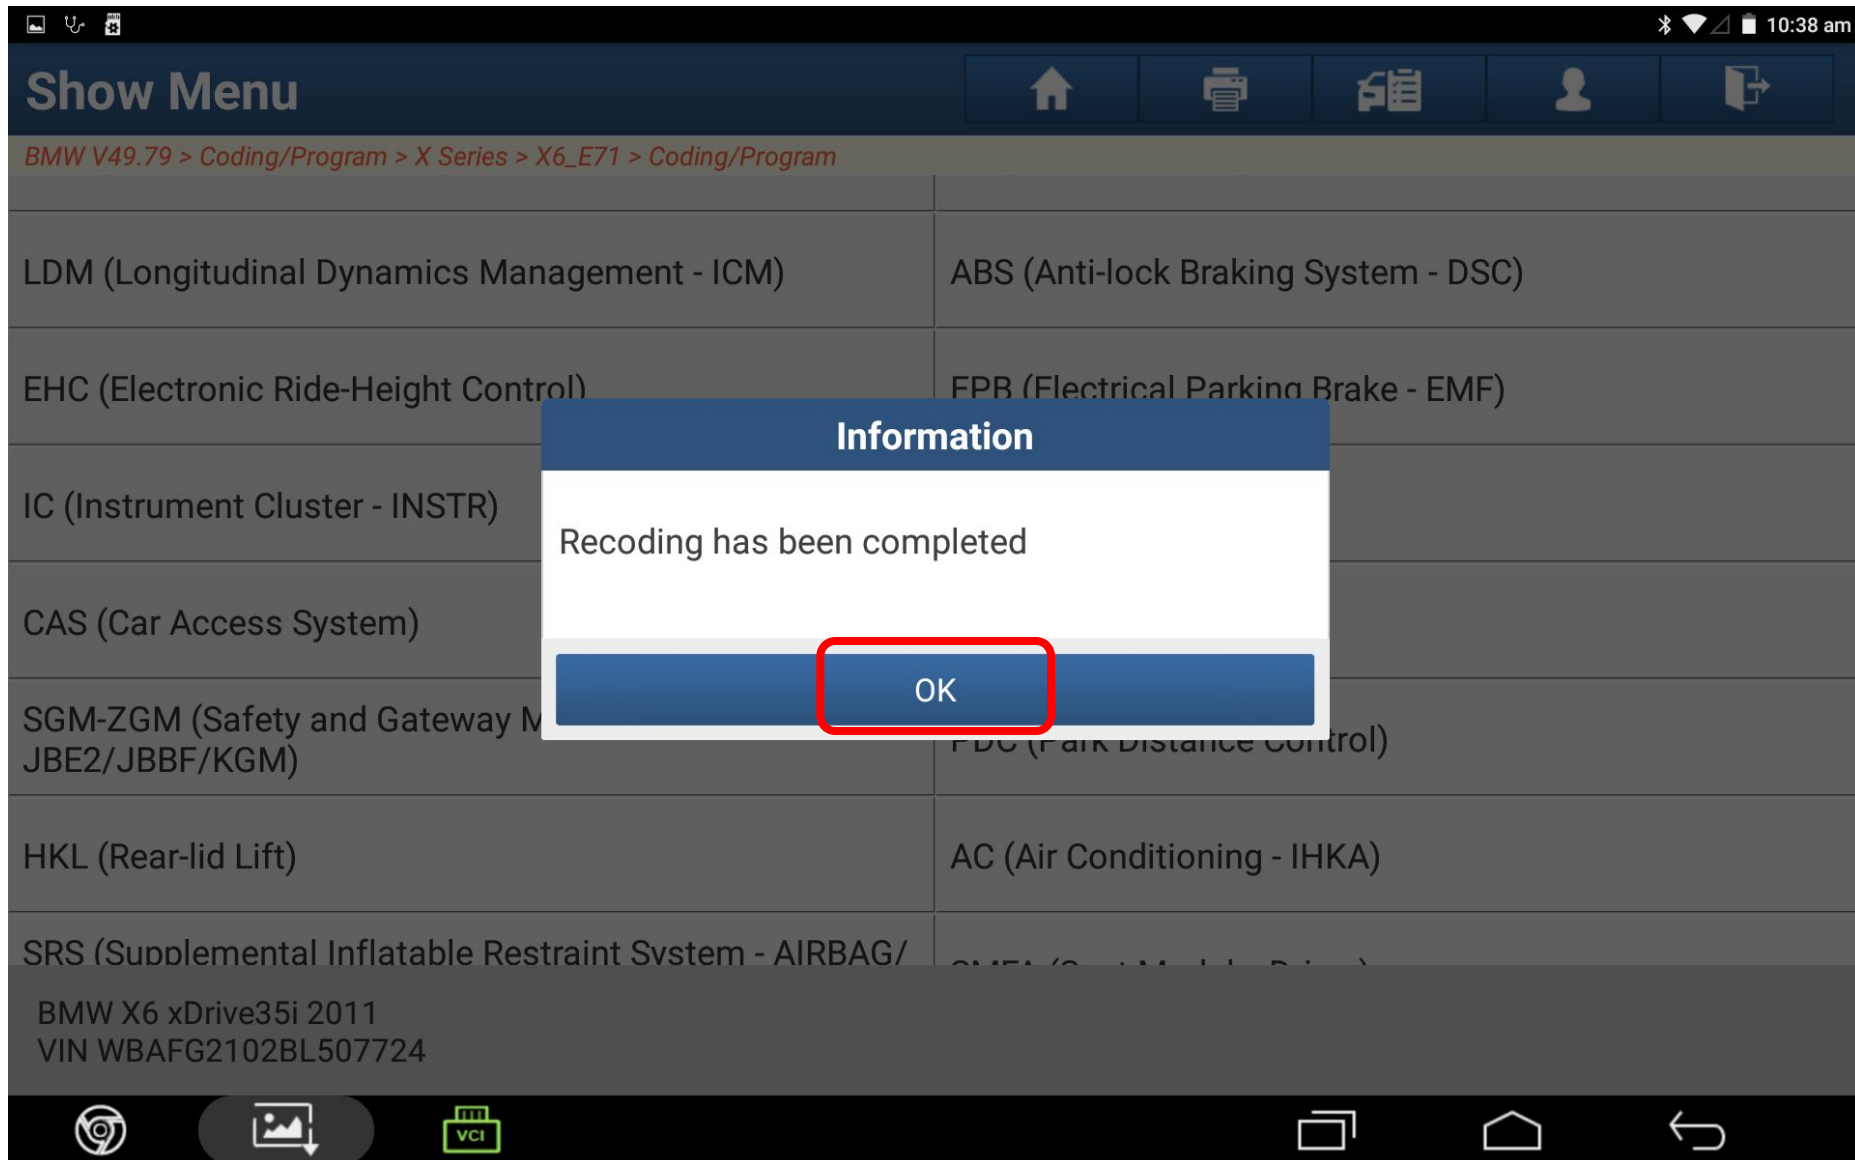 10:38 am
Show Menu
BMW V49.79 > Coding/Program > X Series > X6_E71 > Coding/Program
LDM (Longitudinal Dynamics Management - ICM)
ABS (Anti-lock Braking System - DSC)
EHC (Electronic Ride-Height Control)
EPB (Electrical Parking Brake - EMF)
Information
IC (Instrument Cluster - INSTR)
Recoding has been completed
CAS (Car Access System)
OK
SGM-ZGM (Safety and Gateway M
JBE2/JBBF/KGM)
PDC (Park Distance Control)
HKL (Rear-lid Lift)
AC (Air Conditioning - IHKA)
SRS (Supplemental Inflatable Restraint System - AIRBAG/
BMW X6 xDrive35i 2011
VIN WBAFG2102BL507724
VCI